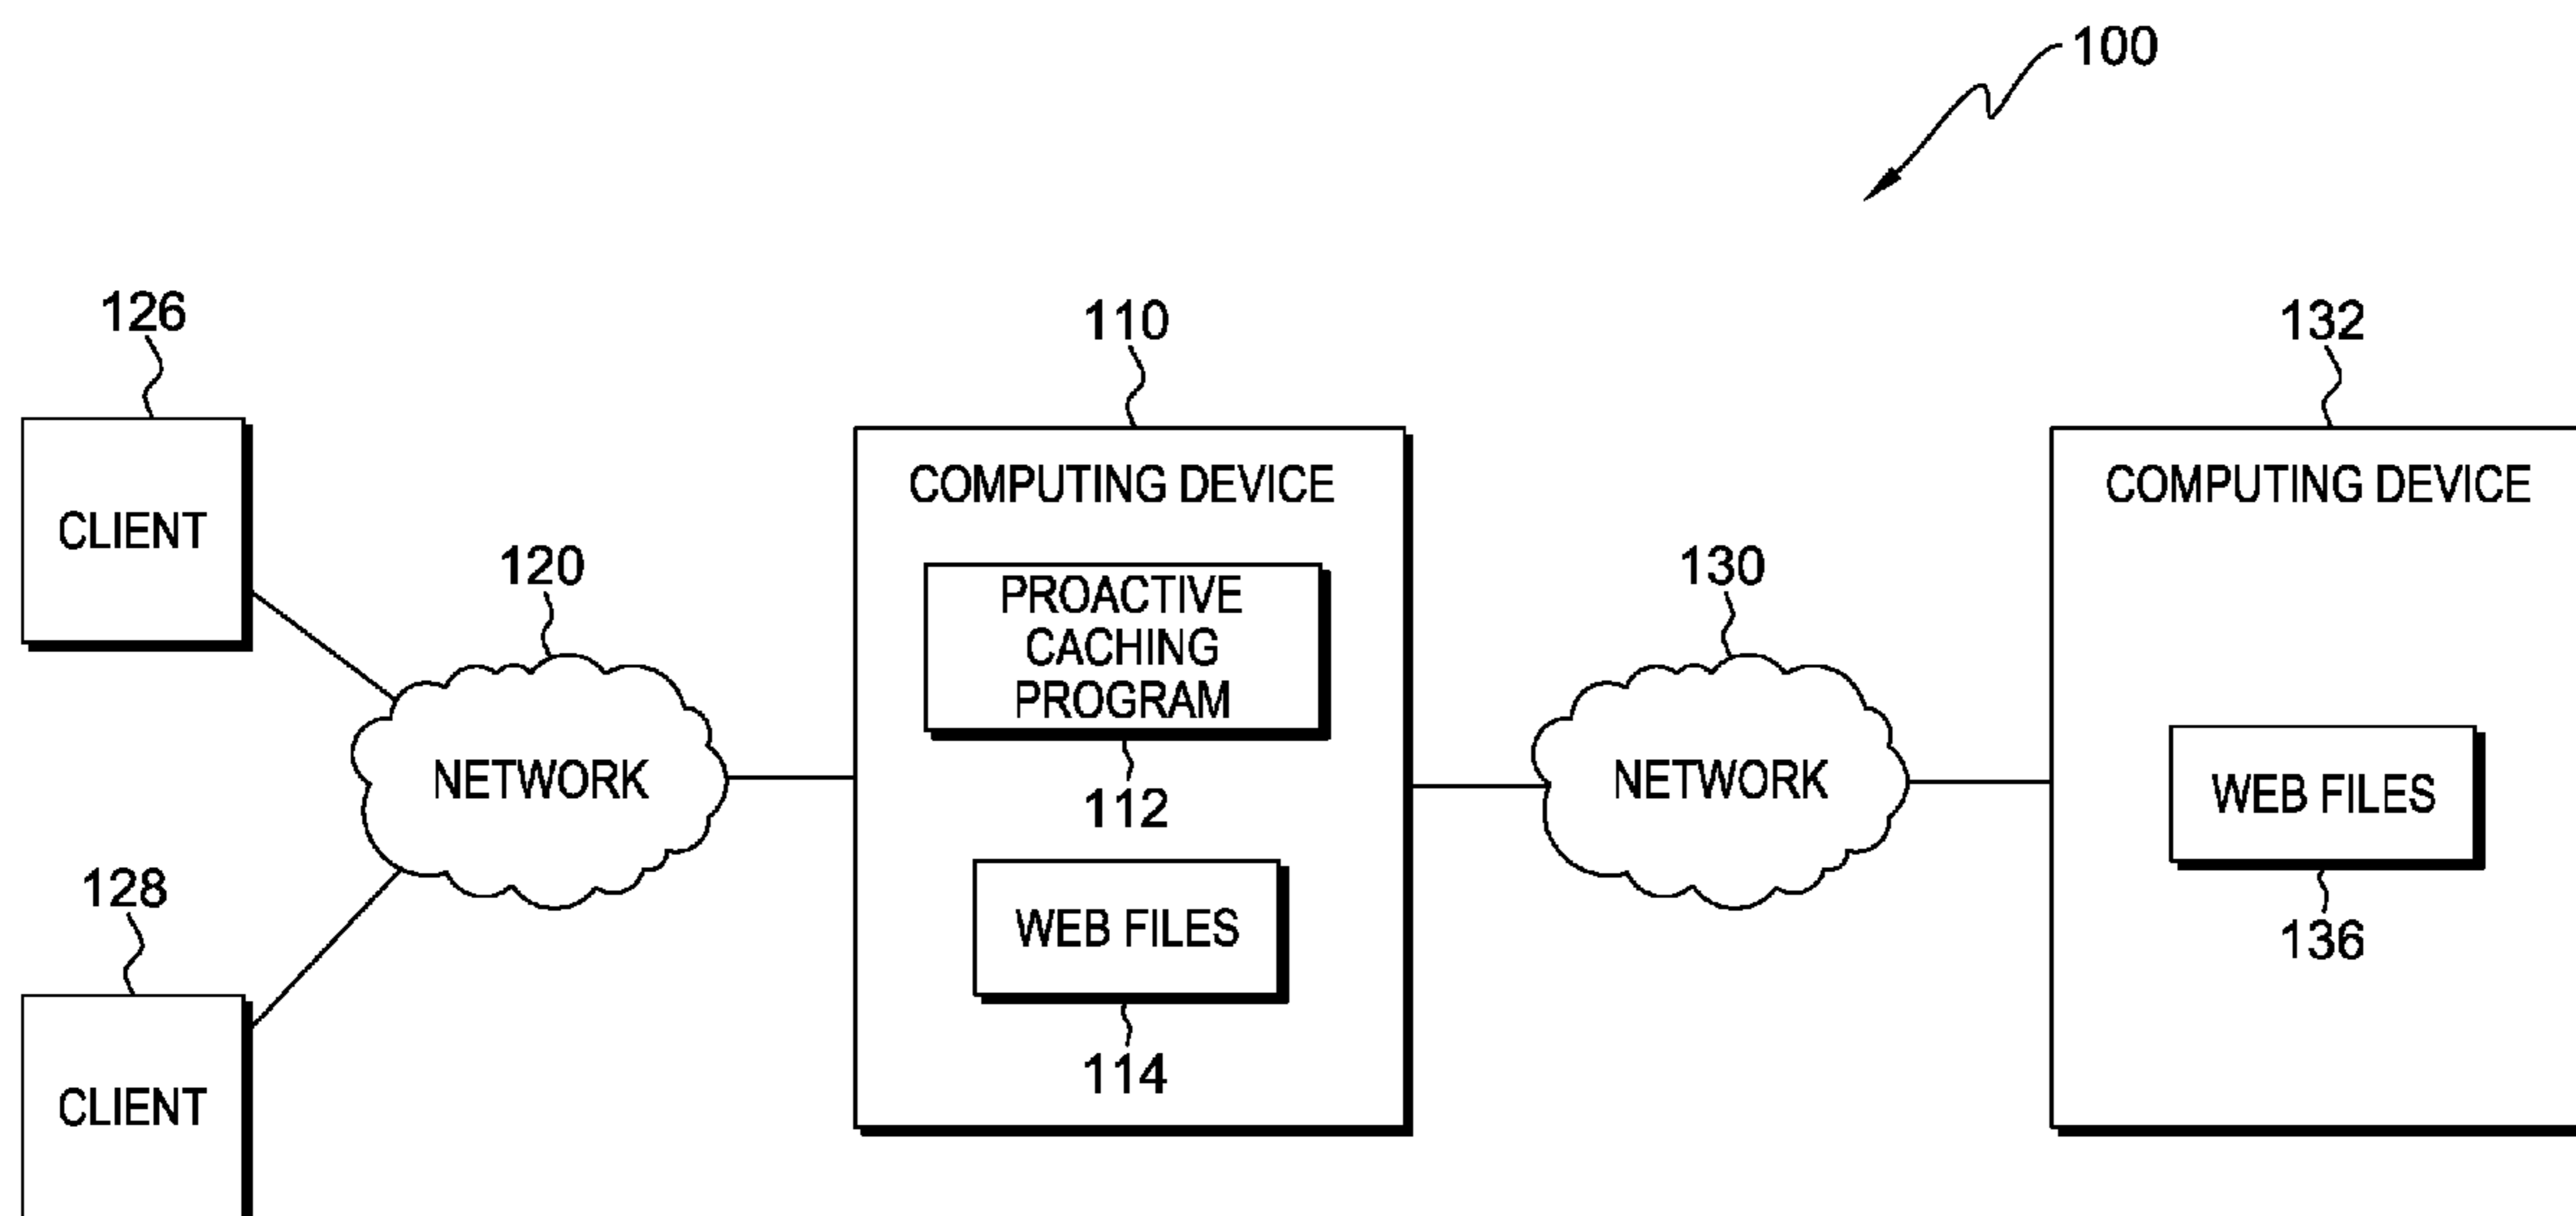 100
126
110
132
CLIENT
COMPUTING DEVICE
COMPUTING DEVICE
120
130
PROACTIVE
CACHING
PROGRAM
NETWORK
112
NETWORK
WEB FILES
128
WEB FILES
136
114
CLIENT